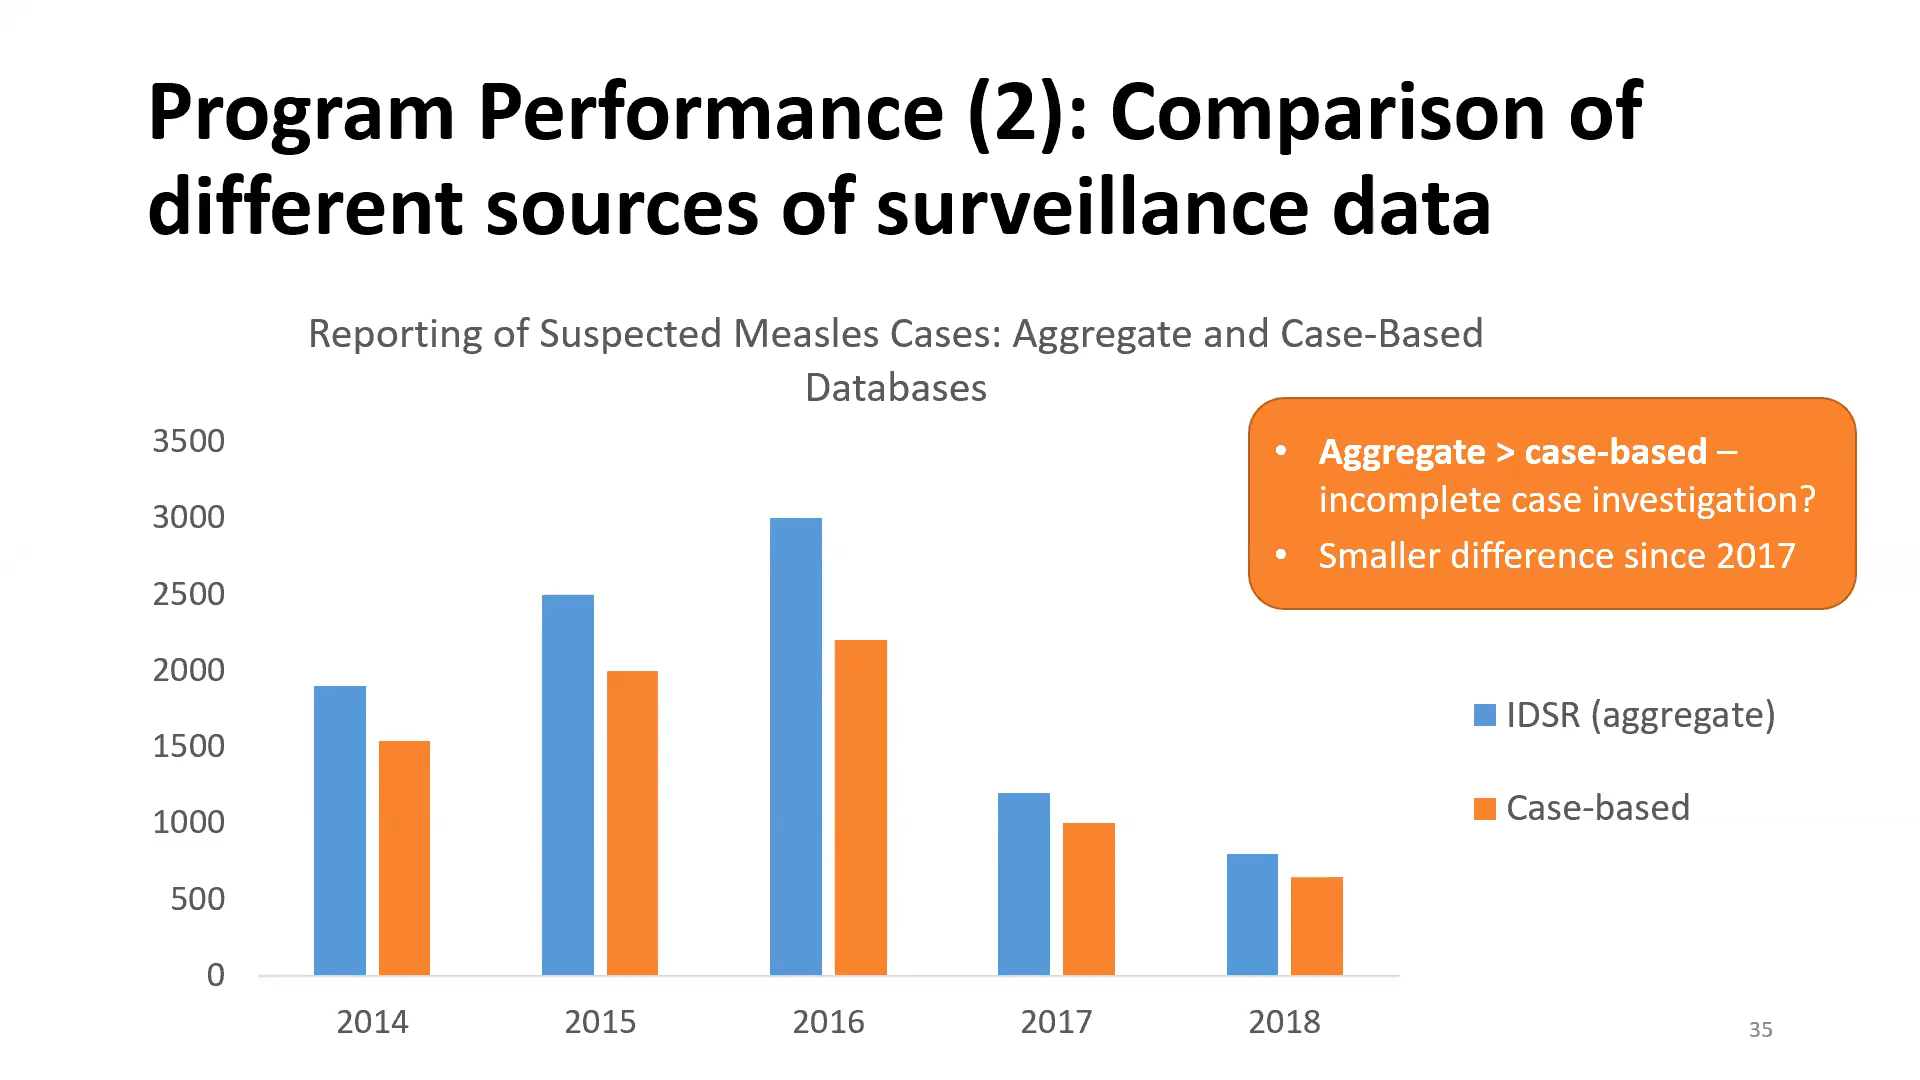 Program Performance (2): Comparison of
different sources of surveillance data
Reporting of Suspected Measles Cases: Aggregate and Case-Based
Databases
• Aggregate > case-based –
incomplete case investigation?
• Smaller difference since 2017
3500
3000
2500
2000
1500
1000
500
0
2014
2015
2016
2017
2018
IDSR (aggregate)
Case-based
35